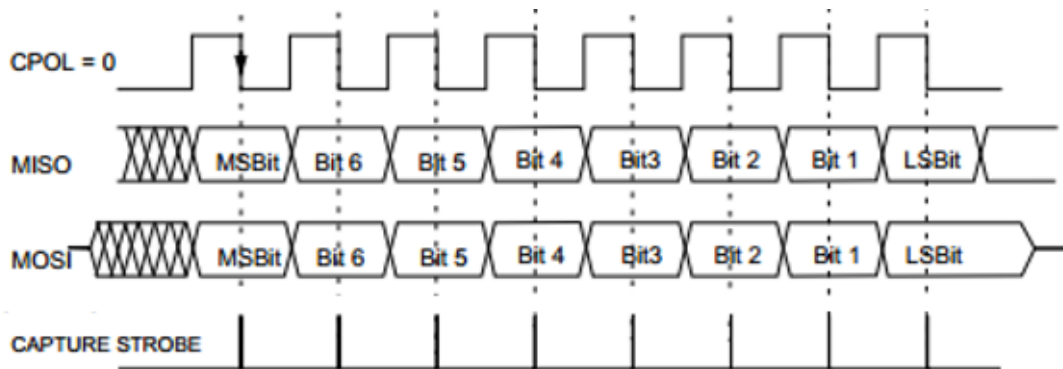 CPOL = 0
MISO MSBit Bit 6 Bit 5 Bit 4 Bit3 Bit 2 Bit 1 LSBit
MOSI MSBit Bit 6 Bit 5 Bit 4 Bit3 Bit 2 Bit 1 LSBit
CAPTURE STROBE